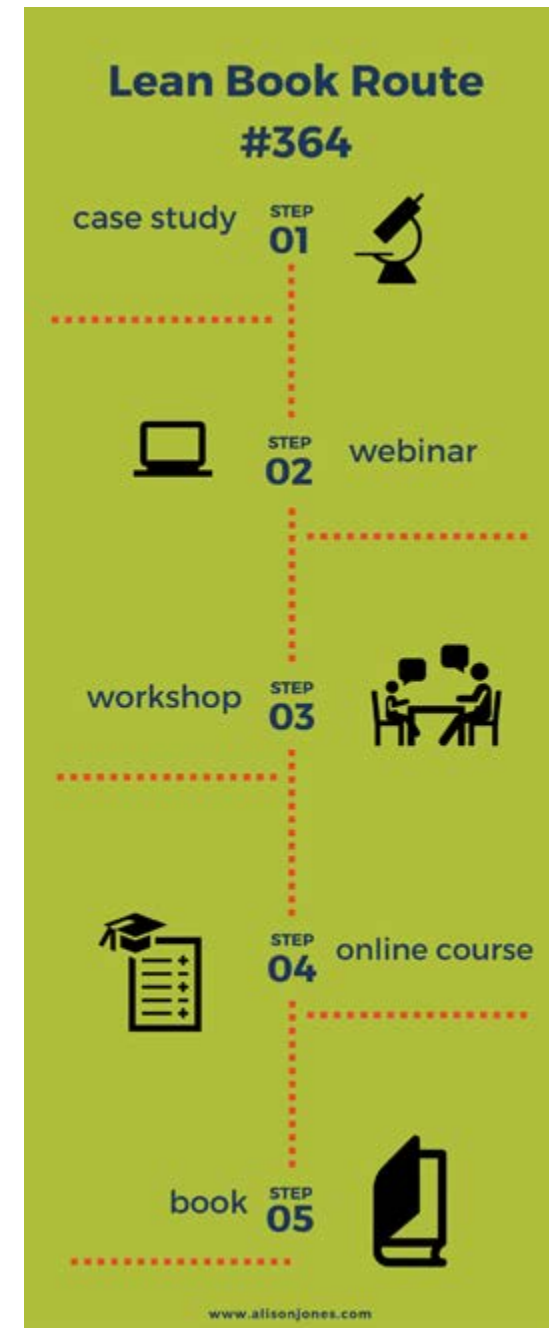 Lean Book Route
#364
case study
STEP
01
STEP
02
webinar
workshop
STEP
03
STEP
04
online course
book
STEP
05
www.alisonjones.com